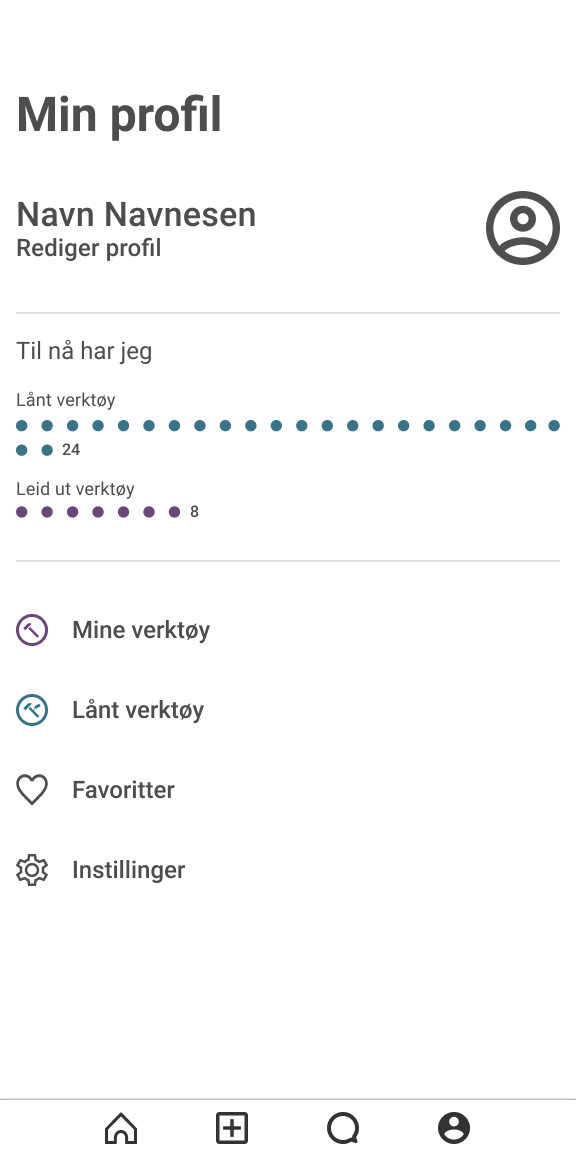 Min profil
Navn Navnesen
Rediger profil
Til nå har jeg
Lånt verktøy
24
Leid ut verktøy
8
Mine verktøy
Lånt verktøy
Favoritter
Instillinger